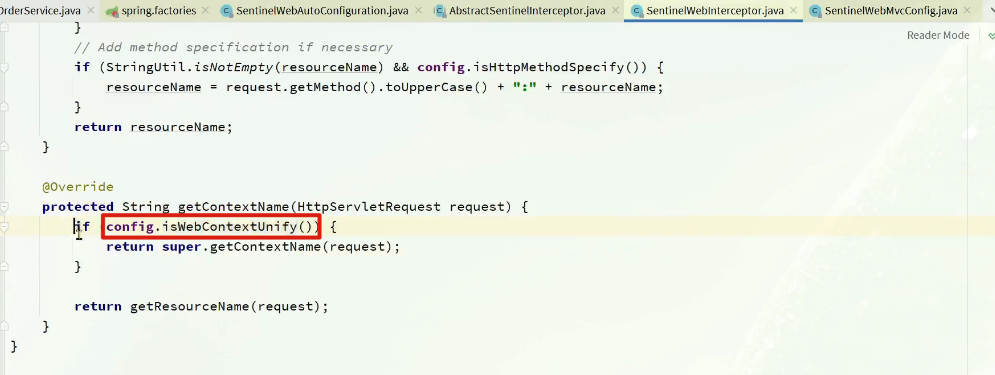 OrderService.java spring.factories SentinelWebAutoConfiguration.java AbstractSentinelInterceptor.java SentinelWebInterceptor.java SentinelWebMvcConfig.java
Reader Mode
}
// Add method specification if necessary
if (StringUtil.isNotEmpty(resourceName) && config.isHttpMethodSpecify()) {
resourceName = request.getMethod().toUpperCase() + ":" + resourceName;
}
return resourceName;
}
@Override
protected String getContextName(HttpServletRequest request) {
if (config.isWebContextUnify()) {
return super.getContextName(request);
}
return getResourceName(request);
}
}